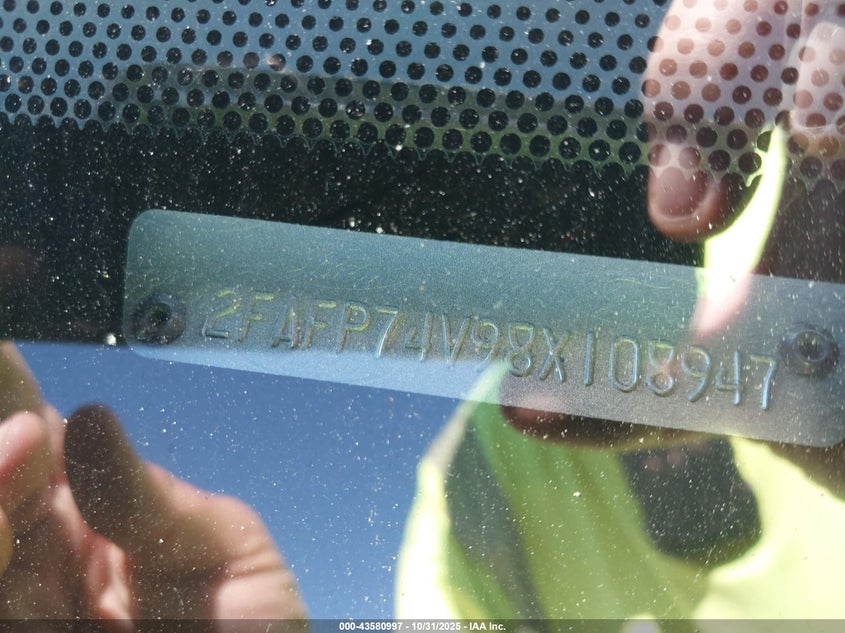 2FAFP74V98X108947
000-43580997 - 10/31/2025 - IAA Inc.